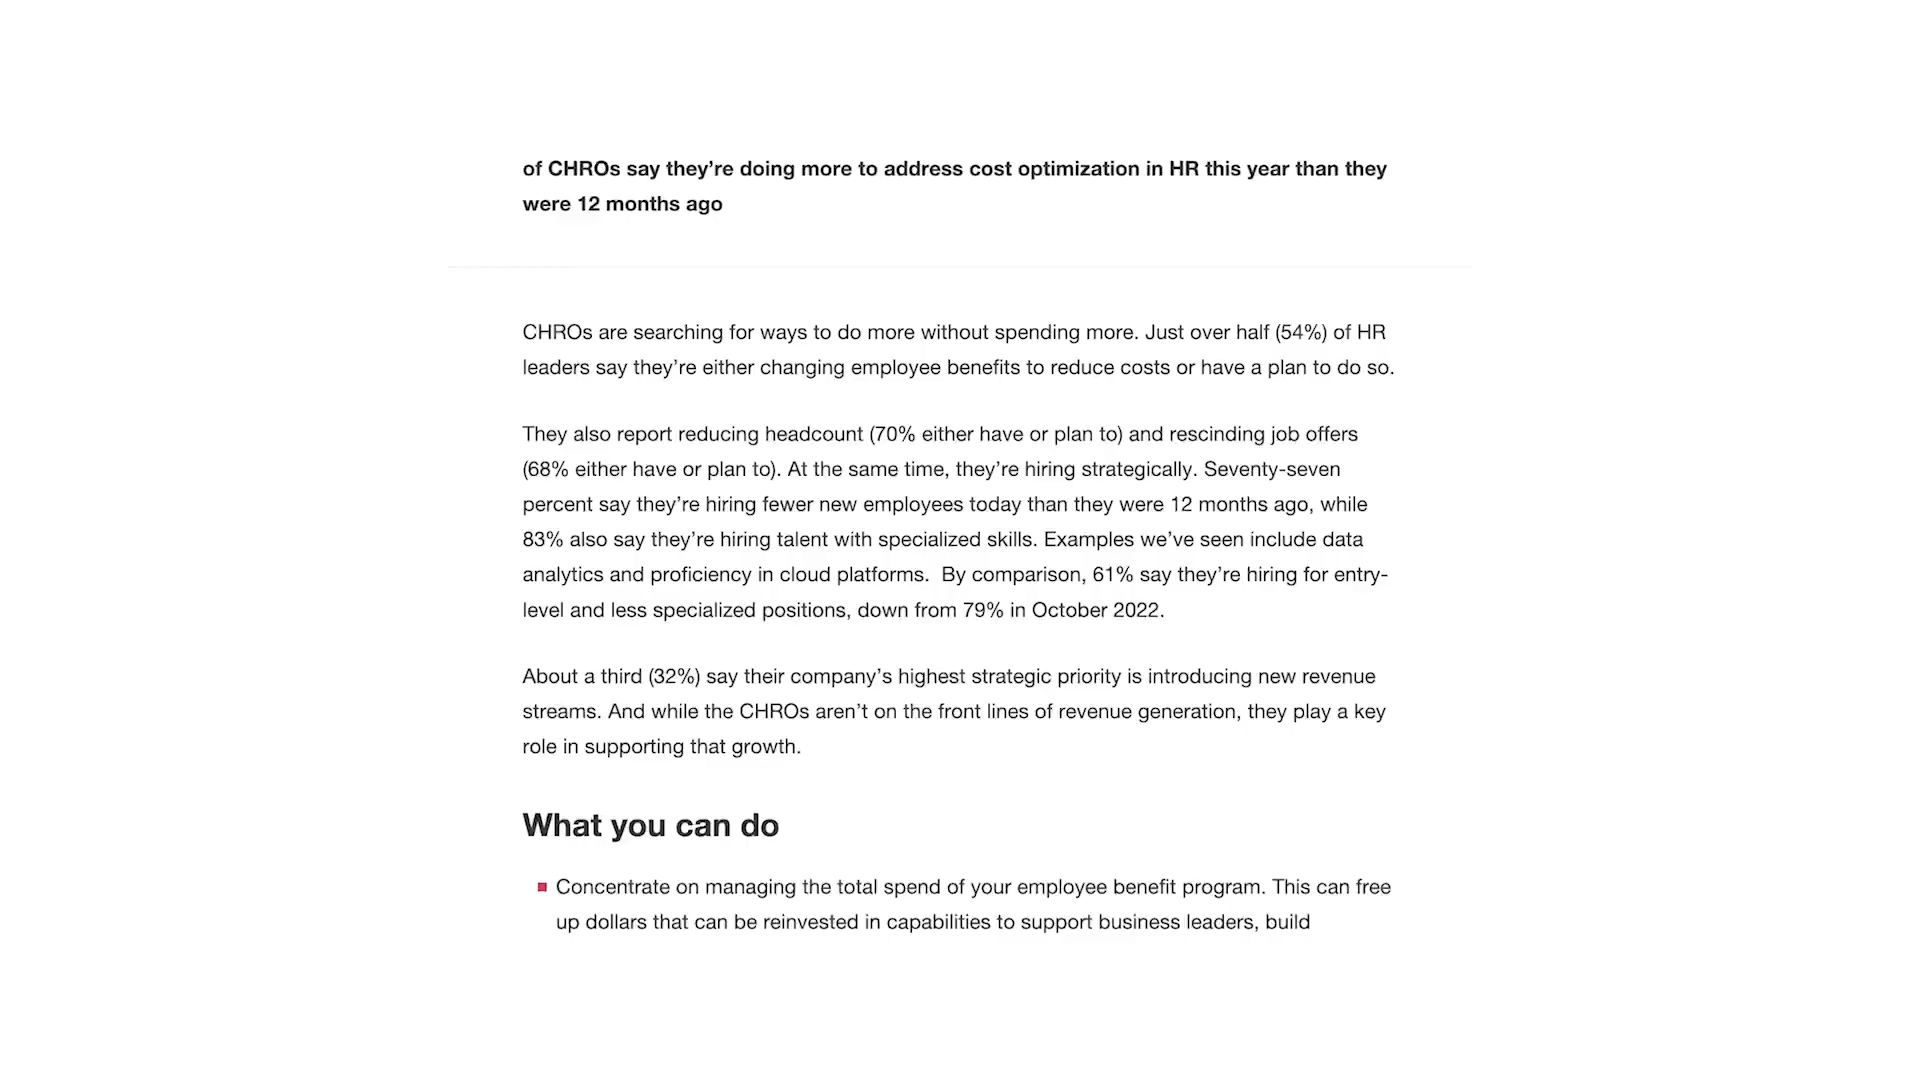 of CHROs say they’re doing more to address cost optimization in HR this year than they
were 12 months ago
CHROs are searching for ways to do more without spending more. Just over half (54%) of HR
leaders say they’re either changing employee benefits to reduce costs or have a plan to do so.
They also report reducing headcount (70% either have or plan to) and rescinding job offers
(68% either have or plan to). At the same time, they’re hiring strategically. Seventy-seven
percent say they’re hiring fewer new employees today than they were 12 months ago, while
83% also say they’re hiring talent with specialized skills. Examples we’ve seen include data
analytics and proficiency in cloud platforms.  By comparison, 61% say they’re hiring for entry-
level and less specialized positions, down from 79% in October 2022.
About a third (32%) say their company’s highest strategic priority is introducing new revenue
streams. And while the CHROs aren’t on the front lines of revenue generation, they play a key
role in supporting that growth.
What you can do
Concentrate on managing the total spend of your employee benefit program. This can free
up dollars that can be reinvested in capabilities to support business leaders, build